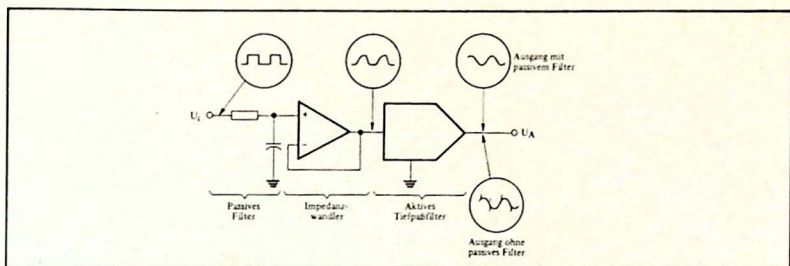 Ausgang mit
passivem Filter
U₁
+
−
U_A
Passives
Filter
Impedanz-
wandler
Aktives
Tiefpaßfilter
Ausgang ohne
passives Filter